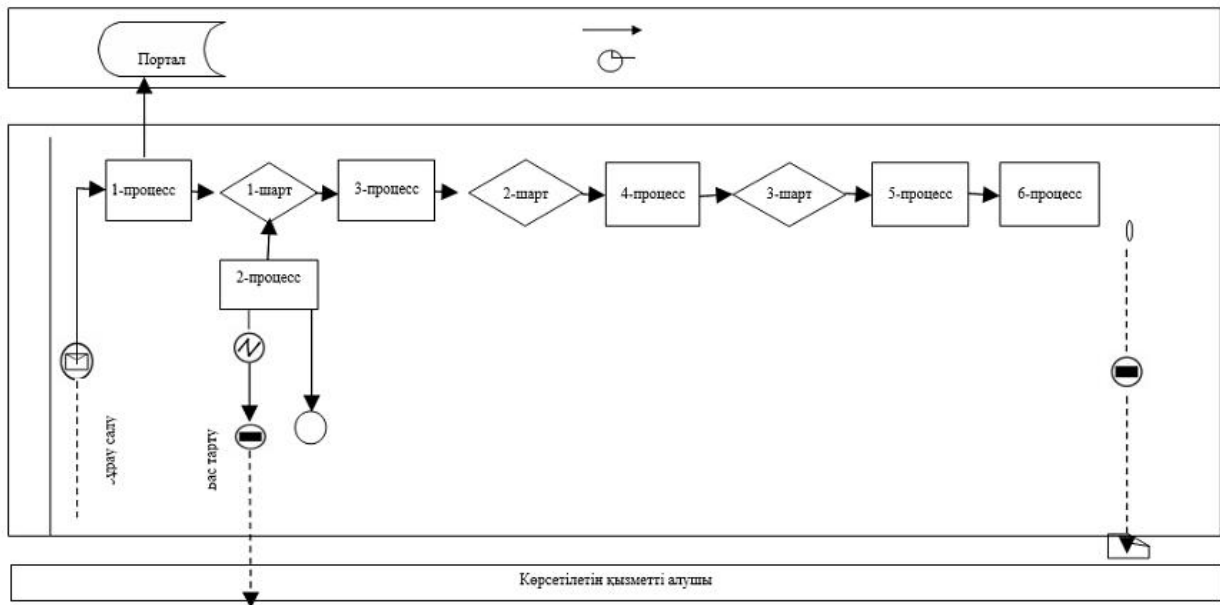 Портал
1-процесс
1-шарт
3-процесс
2-шарт
4-процесс
3-шарт
5-процесс
6-процесс
2-процесс
салу
тарту
Көрсетілетін қызметті алушы